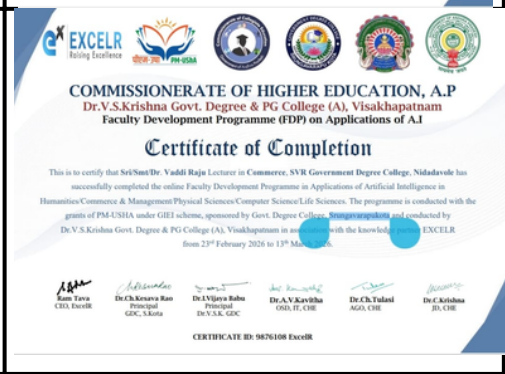 EXCELR
Raising Excellence
पीएम-उषा PM-USHA
COMMISSIONERATE OF HIGHER EDUCATION, A.P
Dr.V.S.Krishna Govt. Degree & PG College (A), Visakhapatnam
Faculty Development Programme (FDP) on Applications of A.I
Certificate of Completion
This is to certify that Sri/Smt/Dr. Vaddi Raju Lecturer in Commerce, SVR Government Degree College, Nidadavole has
successfully completed the online Faculty Development Programme in Applications of Artificial Intelligence in
Humanities/Commerce & Management/Physical Sciences/Computer Science/Life Sciences. The programme is conducted with the
grants of PM-USHA under GIEI scheme, sponsored by Govt. Degree College, Srungavarapukota and conducted by
Dr.V.S.Krishna Govt. Degree & PG College (A), Visakhapatnam in association with the knowledge partner EXCELR
from 23rd February 2026 to 13th March 2026.
Ram Tava
CEO, ExcelR
Dr.Ch.Kesava Rao
Principal
GDC, S.Kota
Dr.I.Vijaya Babu
Principal
Dr.V.S.K. GDC
Dr.A.V.Kavitha
OSD, IT, CHE
Dr.Ch.Tulasi
AGO, CHE
Dr.C.Krishna
JD, CHE
CERTIFICATE ID: 9876108 ExcelR